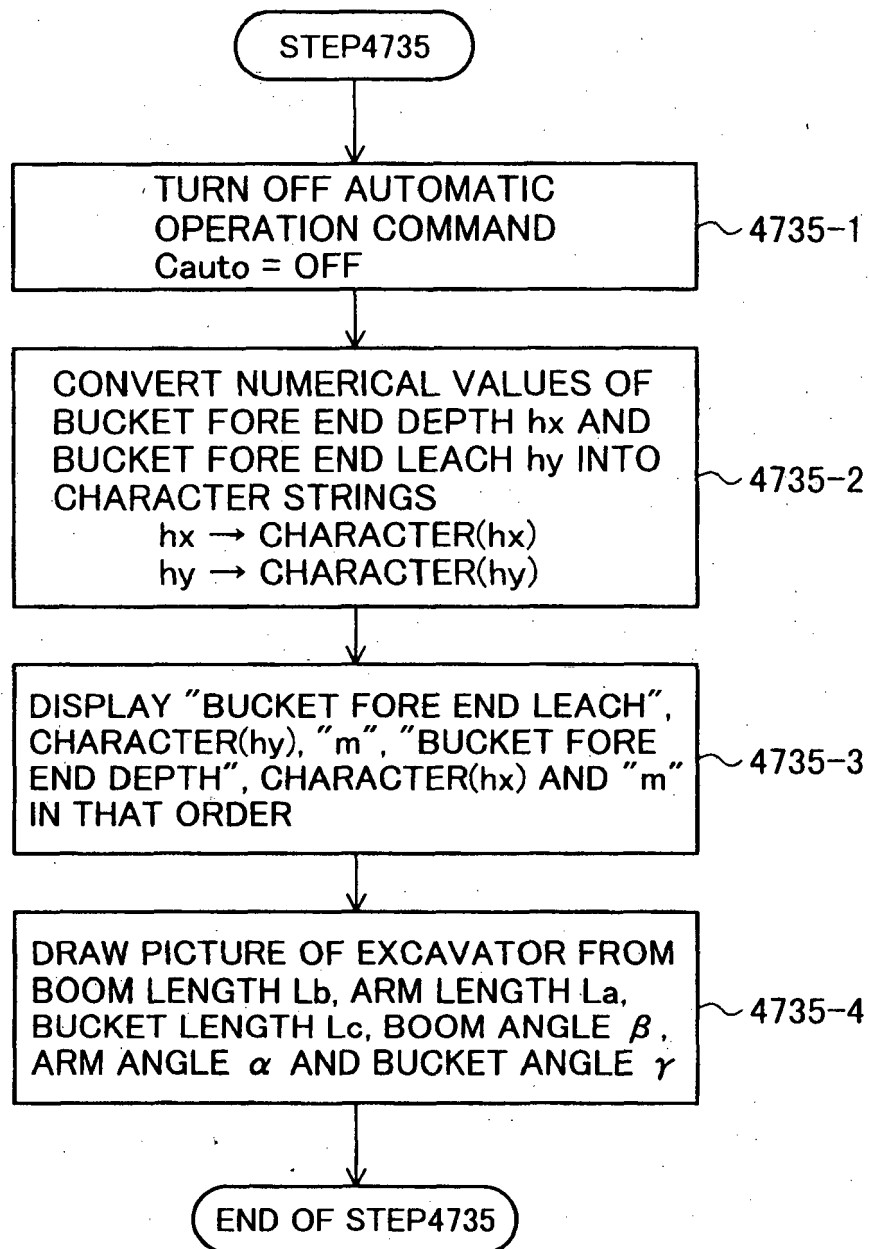 STEP4735
TURN OFF AUTOMATIC
OPERATION COMMAND
Cauto = OFF
4735-1
CONVERT NUMERICAL VALUES OF
BUCKET FORE END DEPTH hx AND
BUCKET FORE END LEACH hy INTO
CHARACTER STRINGS
hx → CHARACTER(hx)
hy → CHARACTER(hy)
4735-2
DISPLAY "BUCKET FORE END LEACH",
CHARACTER(hy), "m", "BUCKET FORE
END DEPTH", CHARACTER(hx) AND "m"
IN THAT ORDER
4735-3
DRAW PICTURE OF EXCAVATOR FROM
BOOM LENGTH Lb, ARM LENGTH La,
BUCKET LENGTH Lc, BOOM ANGLE β,
ARM ANGLE α AND BUCKET ANGLE γ
4735-4
END OF STEP4735